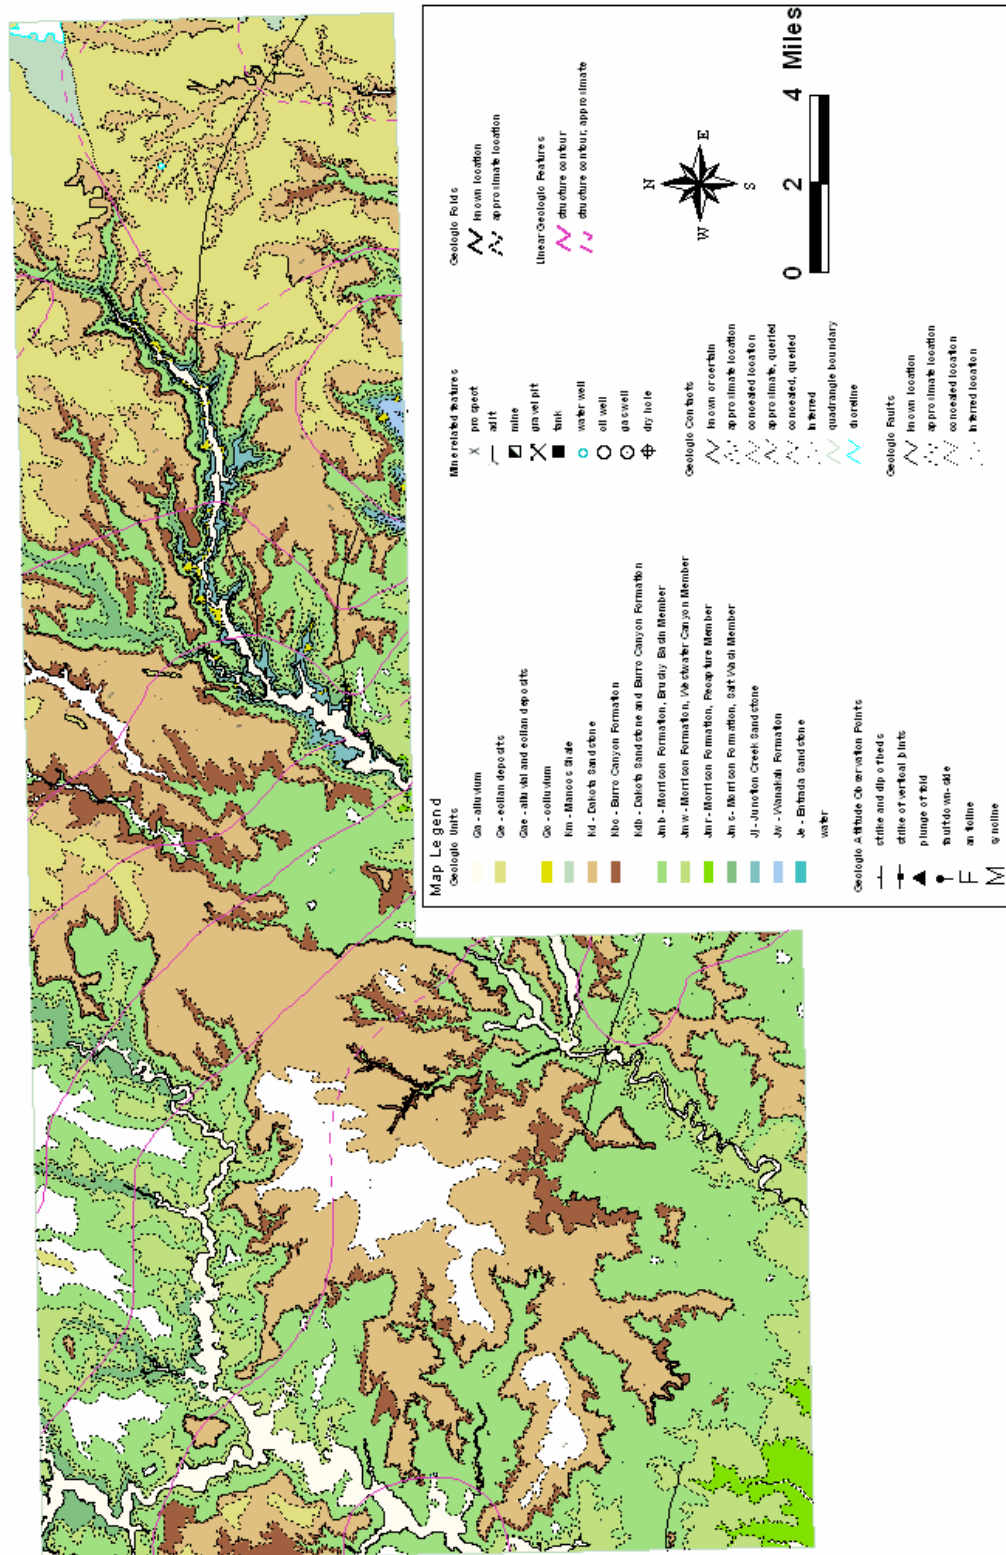 Map Legend
Geologic Units
Qa - alluvium
Qe - eolian deposits
Qae - alluvial and eolian deposits
Qc - colluvium
Km - Mancos Shale
Kd - Dakota Sandstone
Kbc - Burro Canyon Formation
Kdb - Dakota Sandstone and Burro Canyon Formation
Jmb - Morrison Formation, Brushy Basin Member
Jmw - Morrison Formation, Westwater Canyon Member
Jmr - Morrison Formation, Recapture Member
Jms - Morrison Formation, Salt Wash Member
Jj - Junction Creek Sandstone
Jw - Wanakah Formation
Je - Entrada Sandstone
water
Geologic Attitude Observation Points
strike and dip of beds
strike of vertical joints
plunge of fold
fault down-side
anticline
syncline
Mine related features
prospect
adit
mine
gravel pit
tank
water well
oil well
gas well
dry hole
Geologic Contacts
known or certain
approximate location
concealed location
approximate, queried
concealed, queried
inferred
quadrangle boundary
shoreline
Geologic Faults
known location
approximate location
concealed location
inferred location
Geologic Folds
known location
approximate location
Linear Geologic Features
structure contour
structure contour, approximate
N
W E
S
0 2 4 Miles